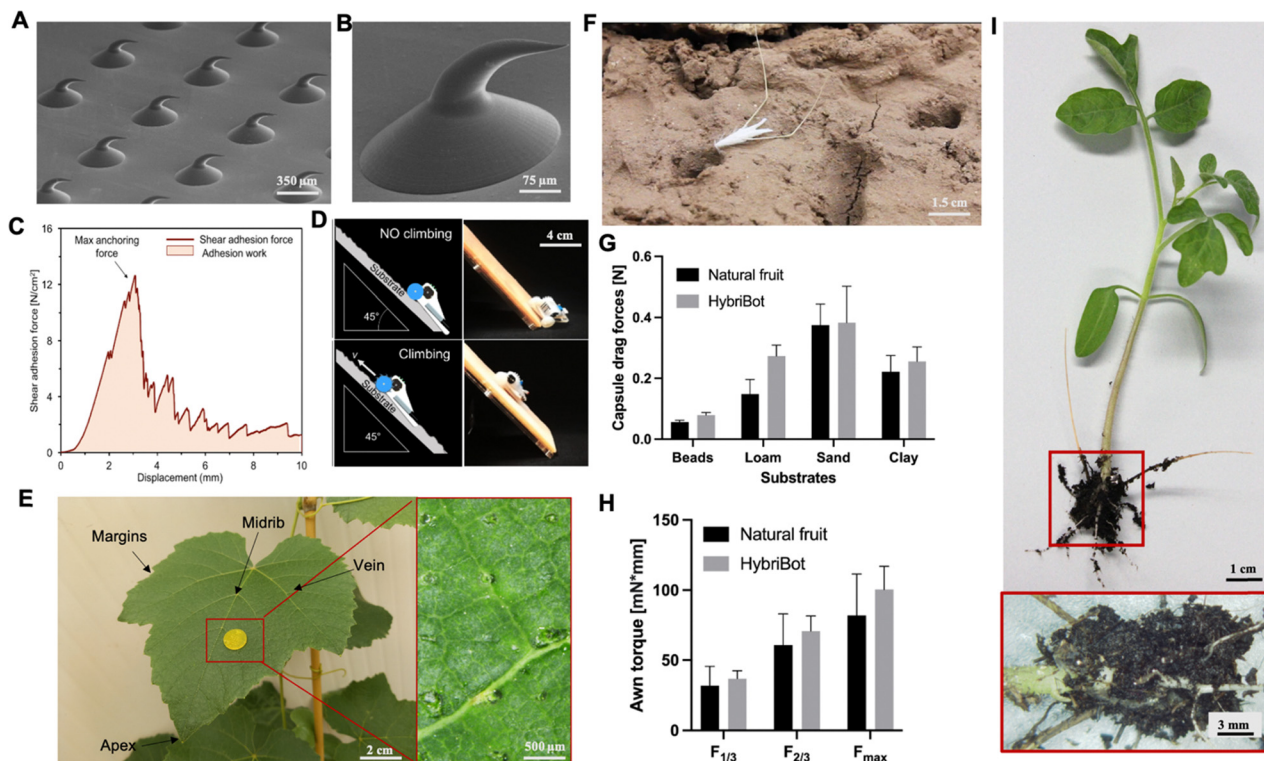 A
350 µm
B
75 µm
C
Shear adhesion force [N/cm²]
16
12
8
4
0
Max anchoring
force
Shear adhesion force
Adhesion work
0 2 4 6 8 10
Displacement (mm)
D
NO climbing
Substrate
45°
4 cm
Climbing
v
Substrate
45°
E
Margins
Midrib
Vein
Apex
2 cm
500 µm
F
1.5 cm
G
Capsule drag forces [N]
0.6
0.4
0.2
0.0
Natural fruit
HybriBot
Beads Loam Sand Clay
Substrates
H
Awn torque [mN*mm]
150
100
50
0
Natural fruit
HybriBot
F1/3 F2/3 Fmax
I
1 cm
3 mm